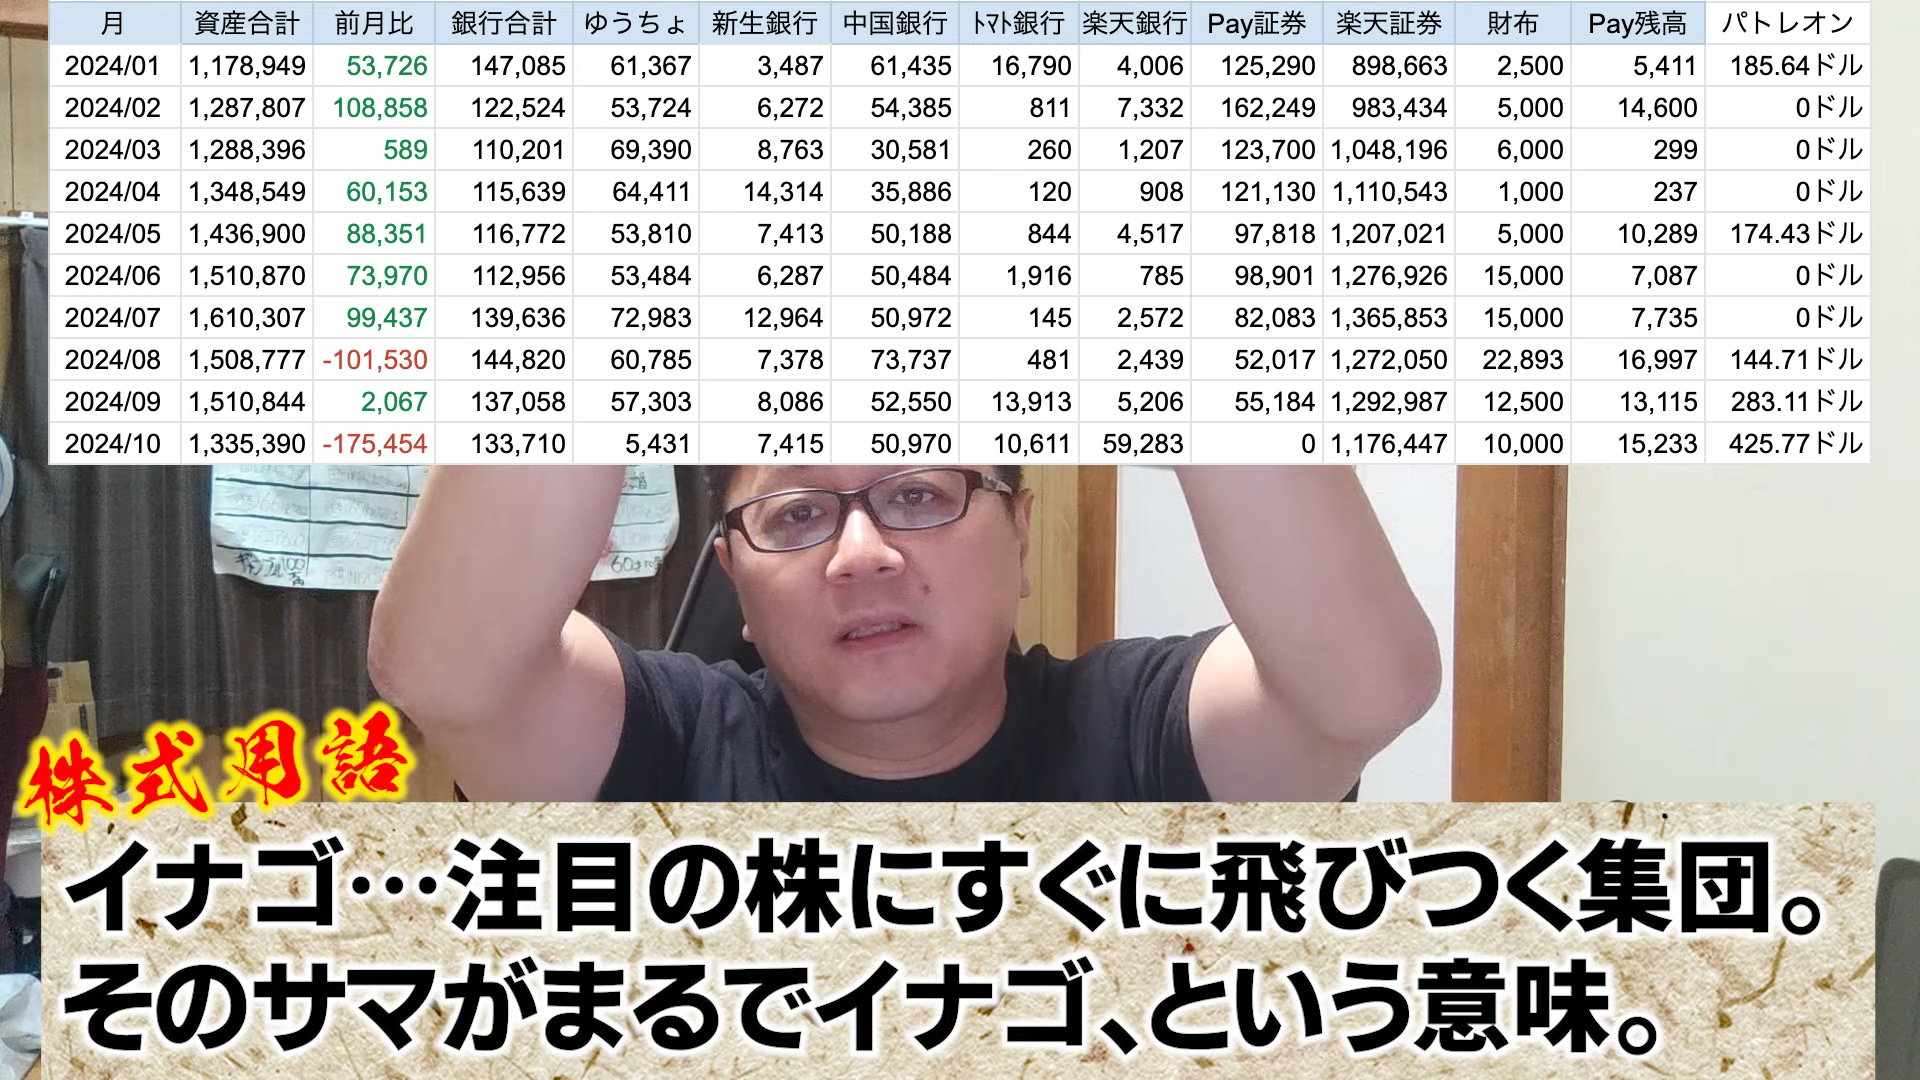 月 資産合計 前月比 銀行合計 ゆうちょ 新生銀行 中国銀行 ﾄﾏﾄ銀行 楽天銀行 Pay証券 楽天証券 財布 Pay残高 パトレオン
2024/01 1,178,949 53,726 147,085 61,367 3,487 61,435 16,790 4,006 125,290 898,663 2,500 5,411 185.64ドル
2024/02 1,287,807 108,858 122,524 53,724 6,272 54,385 811 7,332 162,249 983,434 5,000 14,600 0ドル
2024/03 1,288,396 589 110,201 69,390 8,763 30,581 260 1,207 123,700 1,048,196 6,000 299 0ドル
2024/04 1,348,549 60,153 115,639 64,411 14,314 35,886 120 908 121,130 1,110,543 1,000 237 0ドル
2024/05 1,436,900 88,351 116,772 53,810 7,413 50,188 844 4,517 97,818 1,207,021 5,000 10,289 174.43ドル
2024/06 1,510,870 73,970 112,956 53,484 6,287 50,484 1,916 785 98,901 1,276,926 15,000 7,087 0ドル
2024/07 1,610,307 99,437 139,636 72,983 12,964 50,972 145 2,572 82,083 1,365,853 15,000 7,735 0ドル
2024/08 1,508,777 -101,530 144,820 60,785 7,378 73,737 481 2,439 52,017 1,272,050 22,893 16,997 144.71ドル
2024/09 1,510,844 2,067 137,058 57,303 8,086 52,550 13,913 5,206 55,184 1,292,987 12,500 13,115 283.11ドル
2024/10 1,335,390 -175,454 133,710 5,431 7,415 50,970 10,611 59,283 0 1,176,447 10,000 15,233 425.77ドル
株式用語
イナゴ…注目の株にすぐに飛びつく集団。
そのサマがまるでイナゴ、という意味。